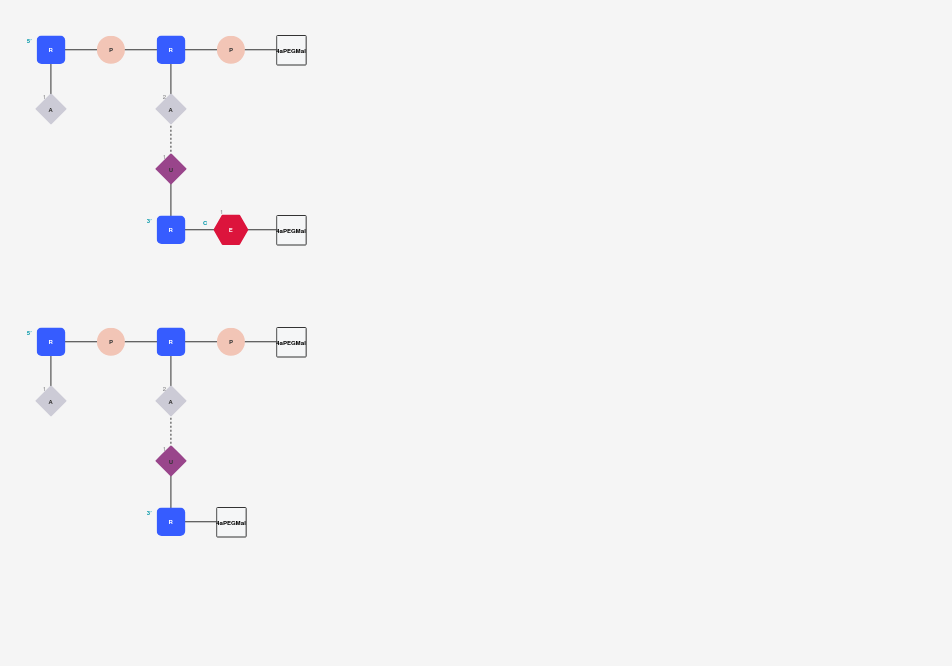 5' R P R P 4aPEGMal
1 A 2 A
1 U
3' R C 1 E 4aPEGMal
5' R P R P 4aPEGMal
1 A 2 A
1 U
3' R 4aPEGMal